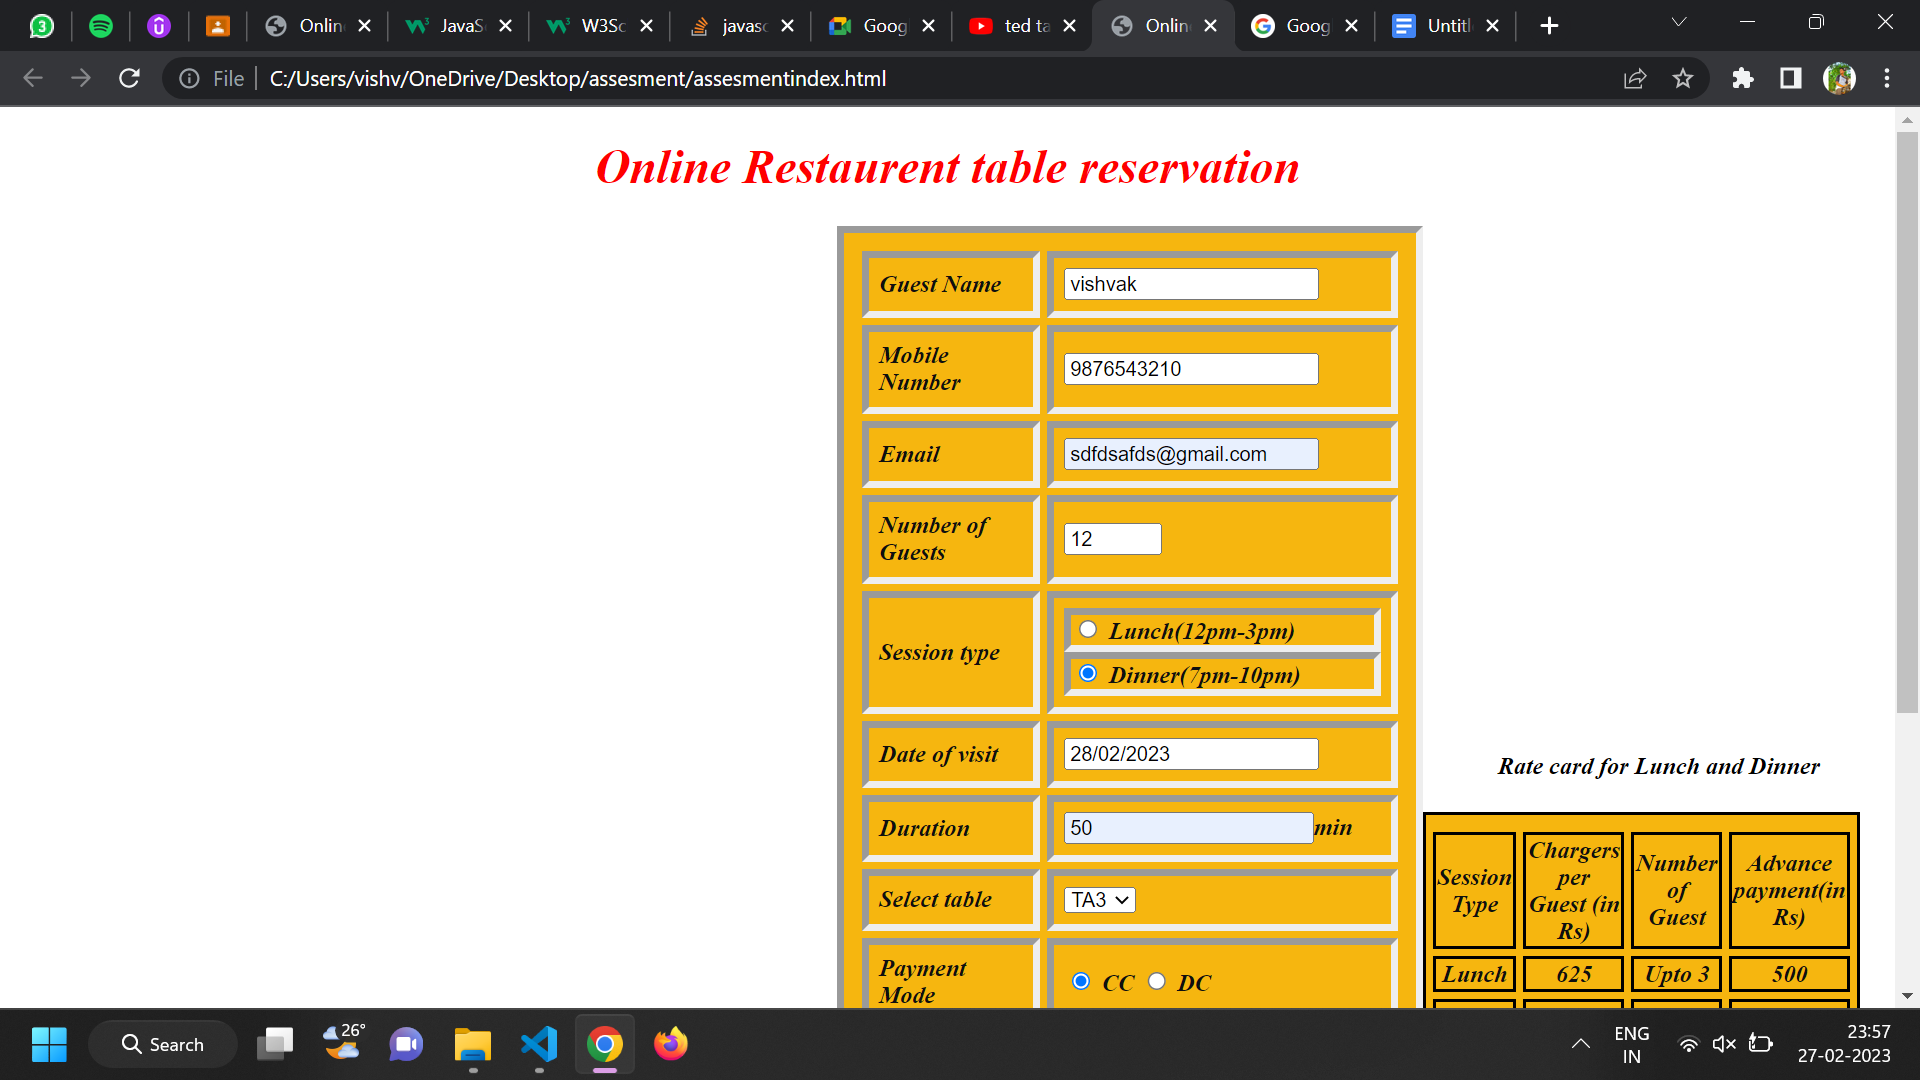 3
Onlin
JavaS
W3Sc
javasc
Goog
ted ta
Onlin
Goog
Untitl
File
C:/Users/vishv/OneDrive/Desktop/assesment/assesmentindex.html
Online Restaurent table reservation
Guest Name
vishvak
Mobile
Number
9876543210
Email
sdfdsafds@gmail.com
Number of
Guests
12
Session type
Lunch(12pm-3pm)
Dinner(7pm-10pm)
Date of visit
28/02/2023
Duration
50 min
Select table
TA3
Payment
Mode
CC DC
Rate card for Lunch and Dinner
Session
Type
Chargers
per
Guest (in
Rs)
Number
of
Guest
Advance
payment(in
Rs)
Lunch 625 Upto 3 500
Search
26°
ENG
IN
23:57
27-02-2023